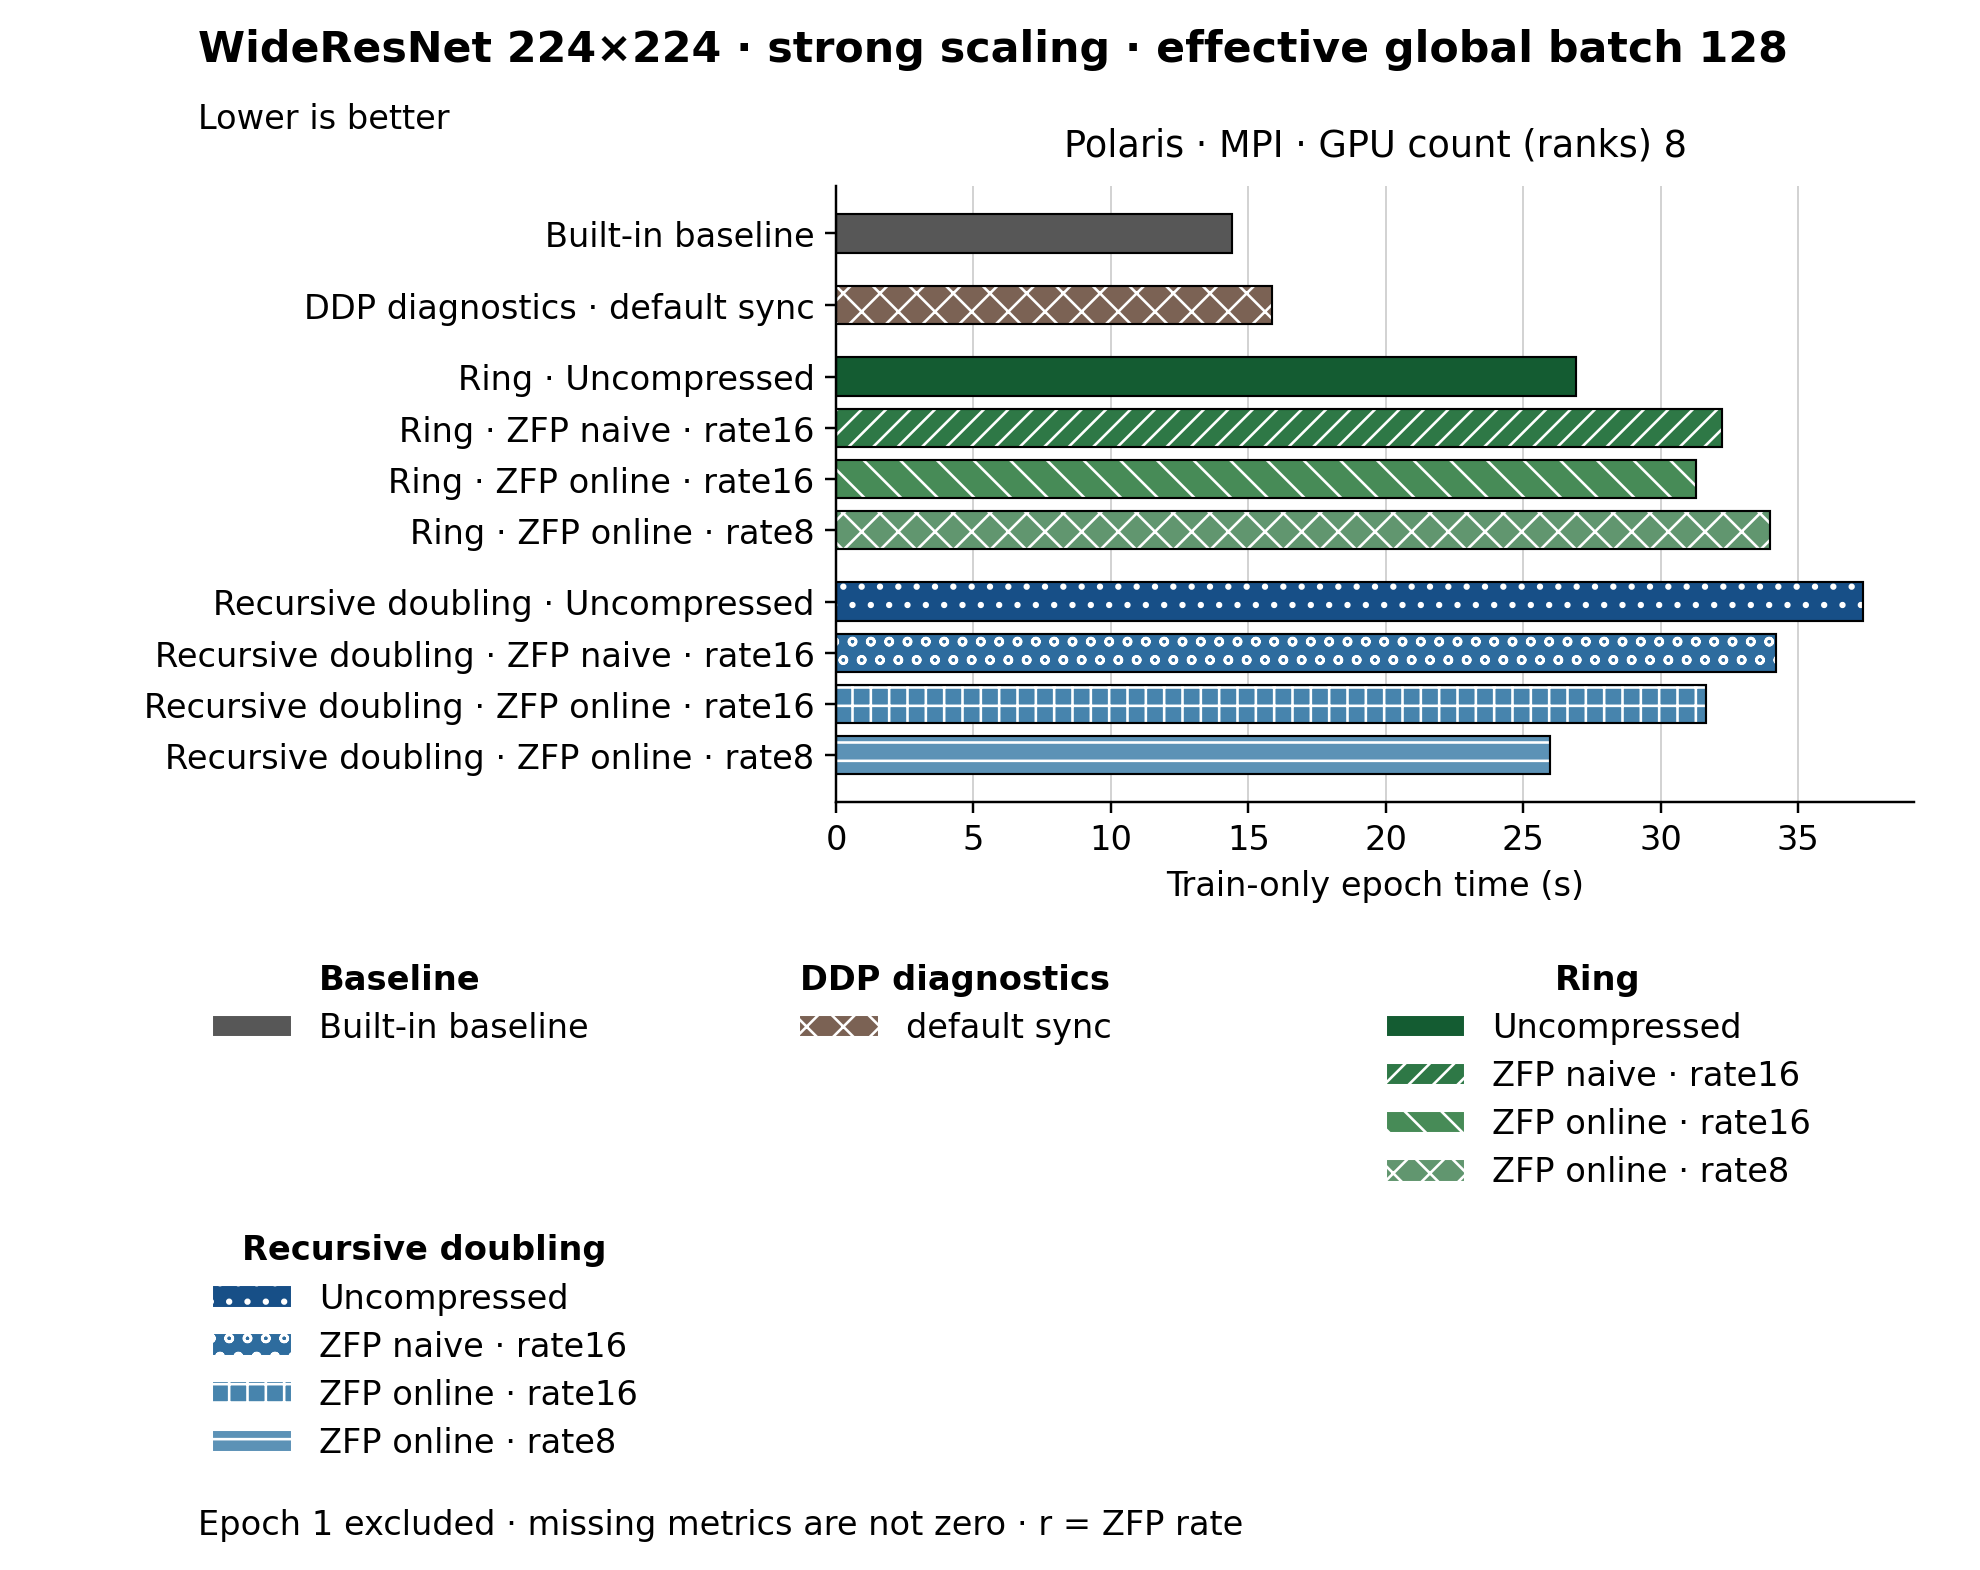 WideResNet 224×224 · strong scaling · effective global batch 128
Lower is better
Polaris · MPI · GPU count (ranks) 8
Built-in baseline
DDP diagnostics · default sync
Ring · Uncompressed
Ring · ZFP naive · rate16
Ring · ZFP online · rate16
Ring · ZFP online · rate8
Recursive doubling · Uncompressed
Recursive doubling · ZFP naive · rate16
Recursive doubling · ZFP online · rate16
Recursive doubling · ZFP online · rate8
0 5 10 15 20 25 30 35
Train-only epoch time (s)
Baseline
Built-in baseline
DDP diagnostics
default sync
Ring
Uncompressed
ZFP naive · rate16
ZFP online · rate16
ZFP online · rate8
Recursive doubling
Uncompressed
ZFP naive · rate16
ZFP online · rate16
ZFP online · rate8
Epoch 1 excluded · missing metrics are not zero · r = ZFP rate